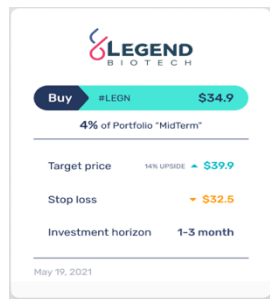 LEGEND
BIOTECH
Buy #LEGN $34.9
4% of Portfolio "MidTerm"
Target price 14% UPSIDE $39.9
Stop loss $32.5
Investment horizon 1-3 month
May 19, 2021